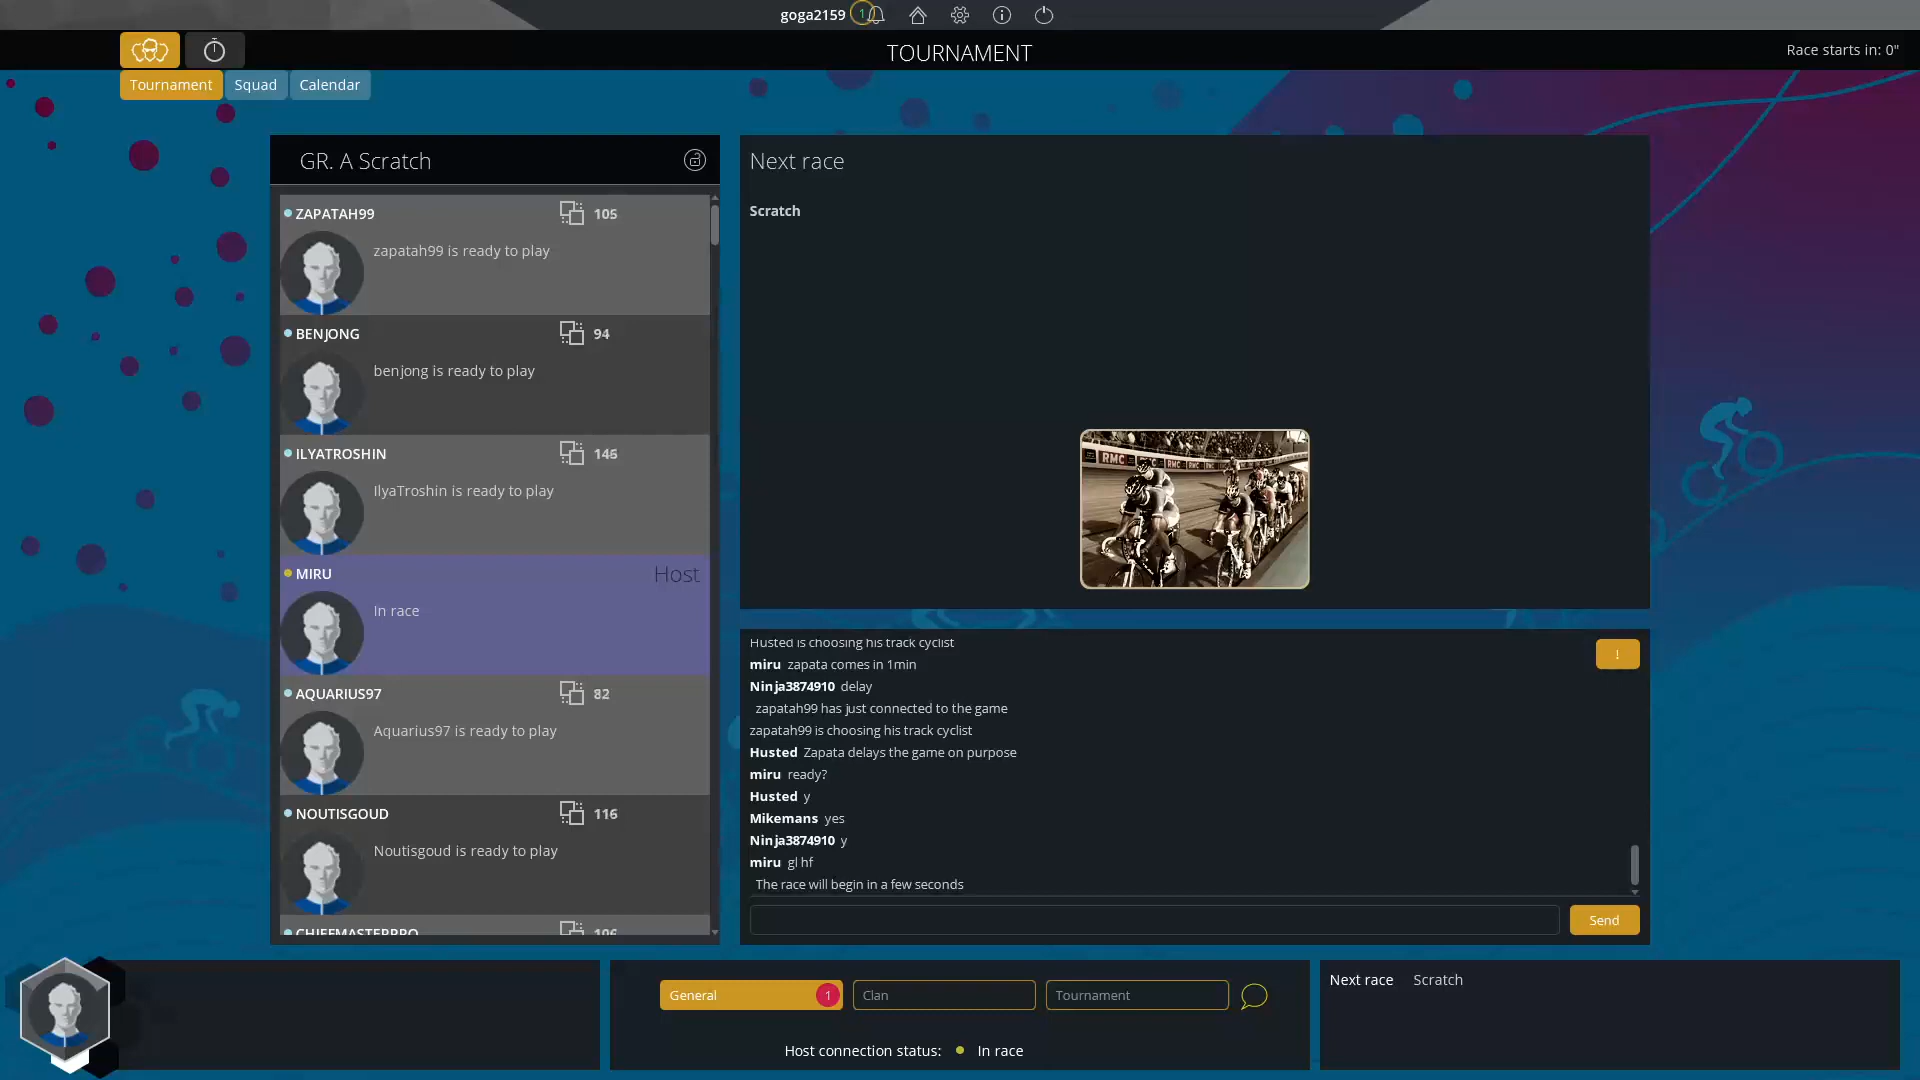 goga2159 1
TOURNAMENT
Race starts in: 0"
Tournament Squad Calendar
GR. A Scratch
ZAPATAH99 105
zapatah99 is ready to play
BENJONG 94
benjong is ready to play
ILYATROSHIN 146
IlyaTroshin is ready to play
MIRU Host
In race
AQUARIUS97 82
Aquarius97 is ready to play
NOUTISGOUD 116
Noutisgoud is ready to play
CHIEFMASTERPRO 106
Next race
Scratch
RMC RMC RMC RMC
Husted is choosing his track cyclist
miru zapata comes in 1min
Ninja3874910 delay
zapatah99 has just connected to the game
zapatah99 is choosing his track cyclist
Husted Zapata delays the game on purpose
miru ready?
Husted y
Mikemans yes
Ninja3874910 y
miru gl hf
The race will begin in a few seconds
!
Send
General 1 Clan Tournament
Host connection status: In race
Next race Scratch